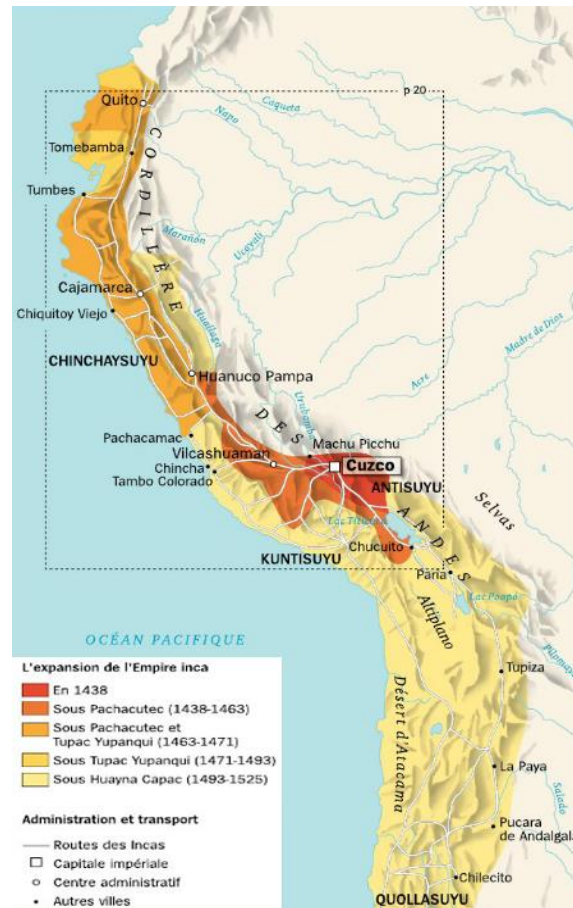 p 20
Quito
Caqueta
Napo
Tomebamba
CORDILLÈRE
Tumbes
Marañón
Ucayali
Cajamarca
Chiquitoy Viejo
Huallaga
Madre de Dios
Acre
CHINCHAYSUYU
Huanuco Pampa
DES
Urubamba
Pachacamac
Machu Picchu
Vilcashuaman
Cuzco
Chincha
Tambo Colorado
ANTISUYU
Selvas
Lac Titicaca
ANDES
Chucuito
KUNTISUYU
Paria
Lac Poopó
Altiplano
OCÉAN PACIFIQUE
Tupiza
Désert d'Atacama
La Paya
Salado
Pucara
de Andalgala
Chilecito
QUOLLASUYU
L'expansion de l'Empire inca
En 1438
Sous Pachacutec (1438-1463)
Sous Pachacutec et
Tupac Yupanqui (1463-1471)
Sous Tupac Yupanqui (1471-1493)
Sous Huayna Capac (1493-1525)
Administration et transport
Routes des Incas
Capitale impériale
Centre administratif
Autres villes